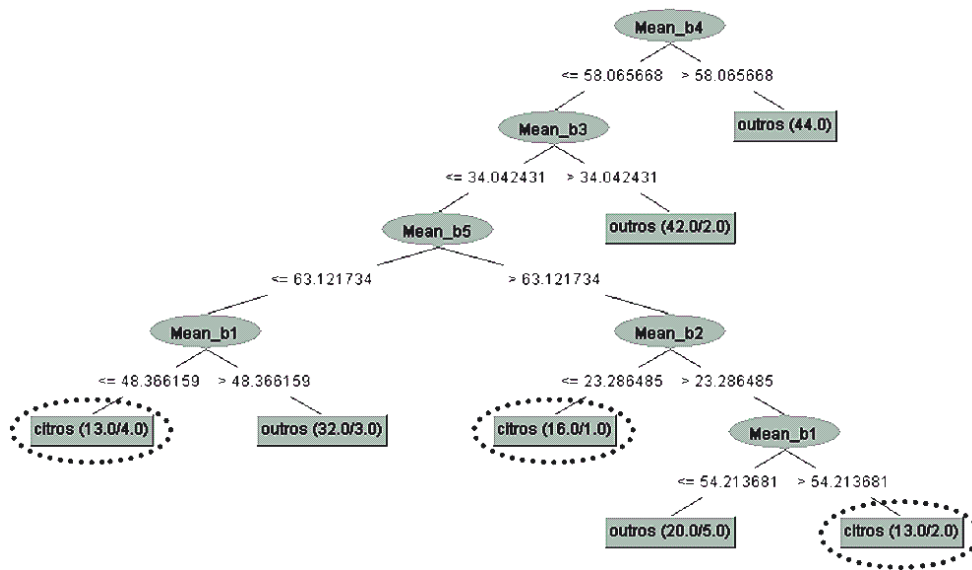 Mean_b4
<= 58.065668 > 58.065668
Mean_b3
outros (44.0)
<= 34.042431 > 34.042431
Mean_b5
outros (42.0/2.0)
<= 63.121734 > 63.121734
Mean_b1
Mean_b2
<= 48.366159 > 48.366159
<= 23.286485 > 23.286485
citros (13.0/4.0)
outros (32.0/3.0)
citros (16.0/1.0)
Mean_b1
<= 54.213681 > 54.213681
outros (20.0/5.0)
citros (13.0/2.0)